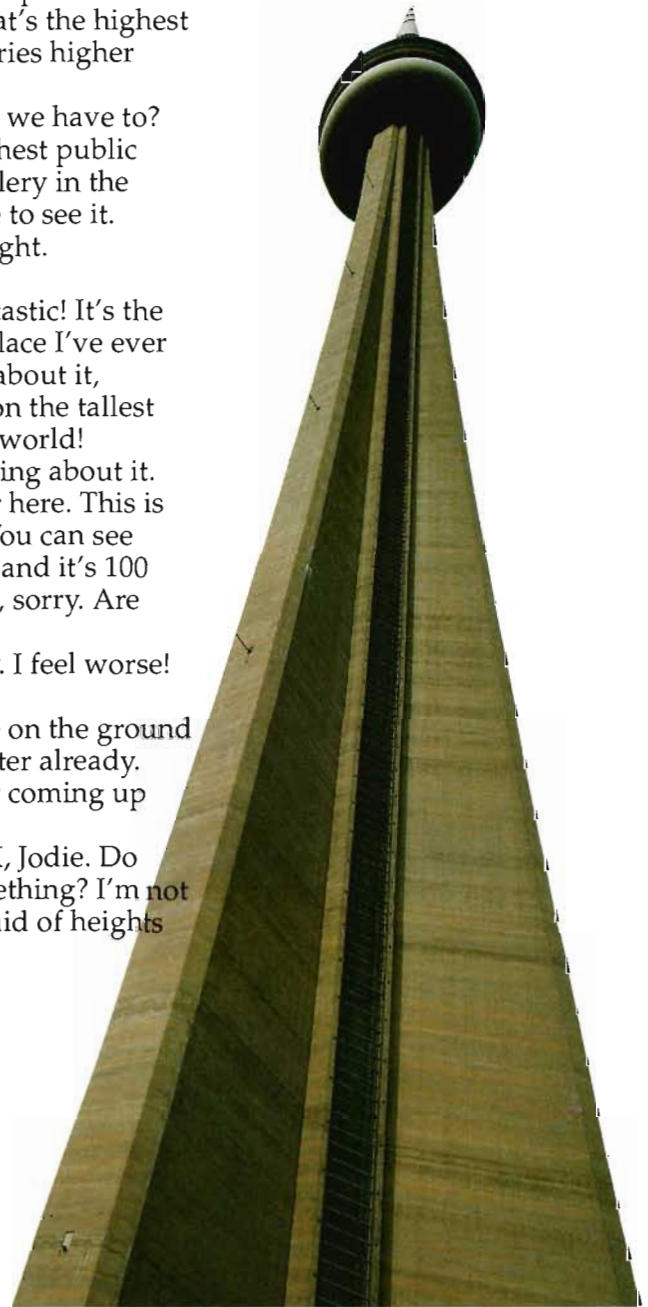 at's the highest
ries higher
we have to?
hest public
lery in the
to see it.
ght.
astic! It's the
lace I've ever
about it,
on the tallest
world!
ing about it.
here. This is
You can see
and it's 100
, sorry. Are
. I feel worse!
on the ground
ter already.
coming up
, Jodie. Do
ething? I'm not
aid of heights